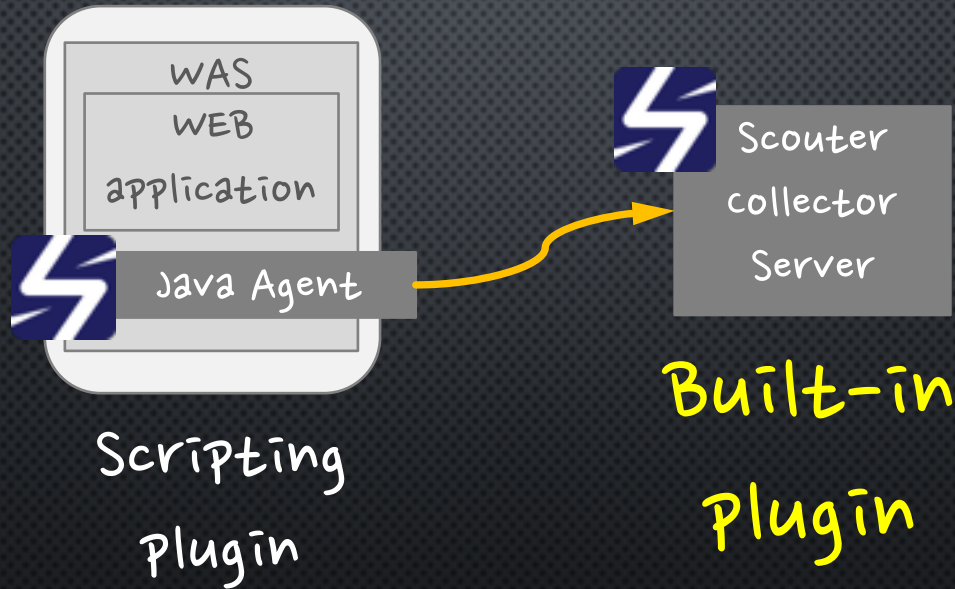 WAS
WEB
application
Java Agent
Scripting
plugin
Scouter
collector
Server
Built-in
plugin